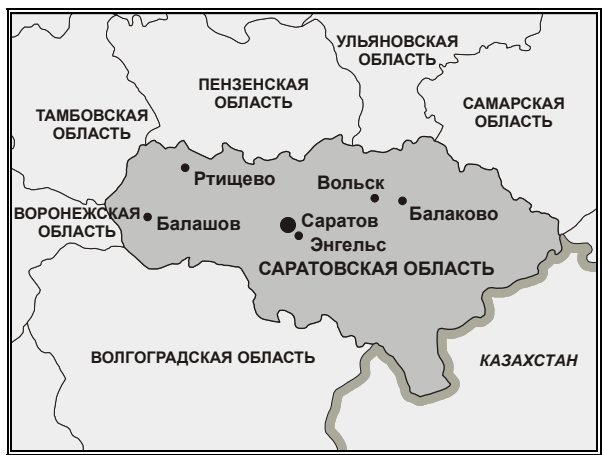 УЛЬЯНОВСКАЯ
ОБЛАСТЬ
ПЕНЗЕНСКАЯ
ОБЛАСТЬ
САМАРСКАЯ
ОБЛАСТЬ
ТАМБОВСКАЯ
ОБЛАСТЬ
Ртищево
Вольск
Балаково
ВОРОНЕЖСКАЯ
ОБЛАСТЬ
Балашов
Саратов
Энгельс
САРАТОВСКАЯ ОБЛАСТЬ
ВОЛГОГРАДСКАЯ ОБЛАСТЬ
КАЗАХСТАН